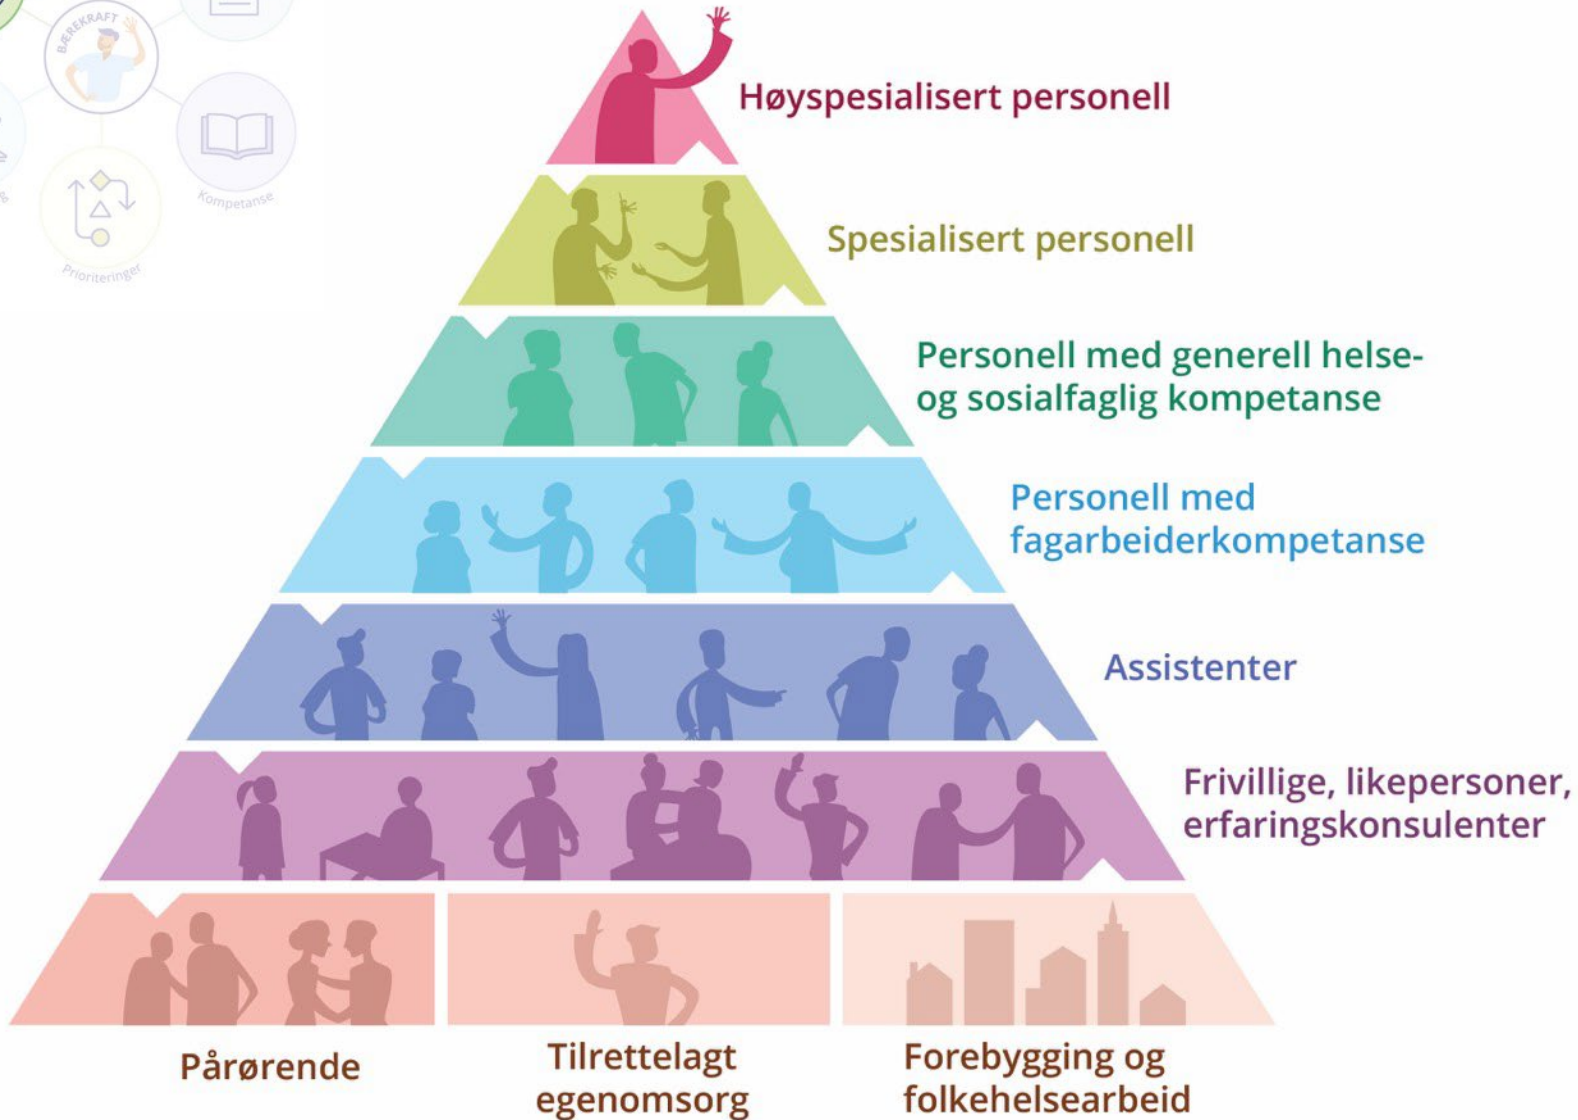 BÆREKRAFT
Kompetanse
Prioriteringer
Høyspesialisert personell
Spesialisert personell
Personell med generell helse-
og sosialfaglig kompetanse
Personell med
fagarbeiderkompetanse
Assistenter
Frivillige, likepersoner,
erfaringskonsulenter
Pårørende
Tilrettelagt
egenomsorg
Forebygging og
folkehelsearbeid